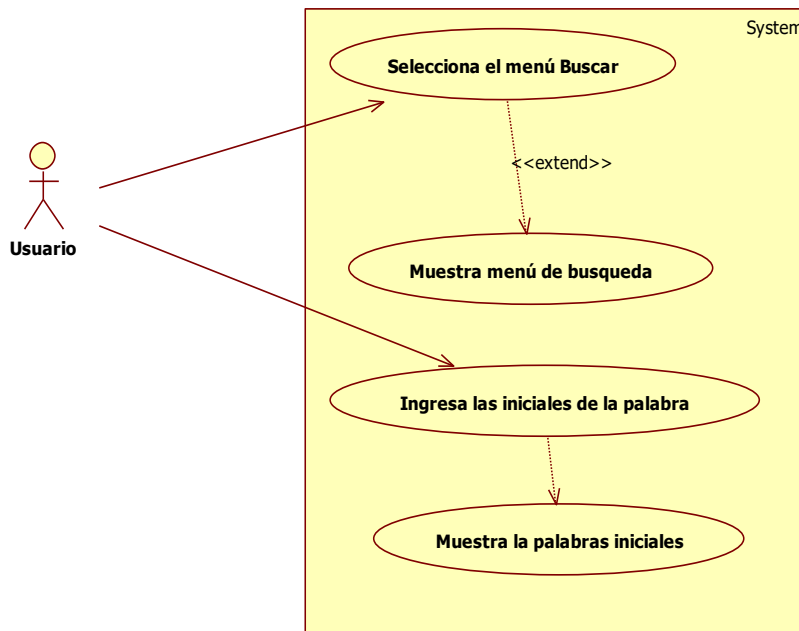 System
Selecciona el menú Buscar
<<extend>>
Usuario
Muestra menú de busqueda
Ingresa las iniciales de la palabra
Muestra la palabras iniciales